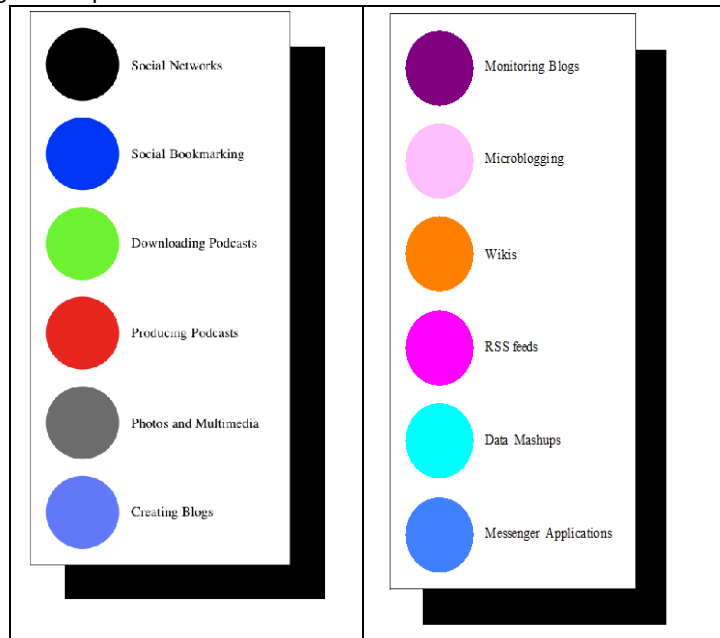 Social Networks
Social Bookmarking
Downloading Podcasts
Producing Podcasts
Photos and Multimedia
Creating Blogs
Monitoring Blogs
Microblogging
Wikis
RSS feeds
Data Mashups
Messenger Applications